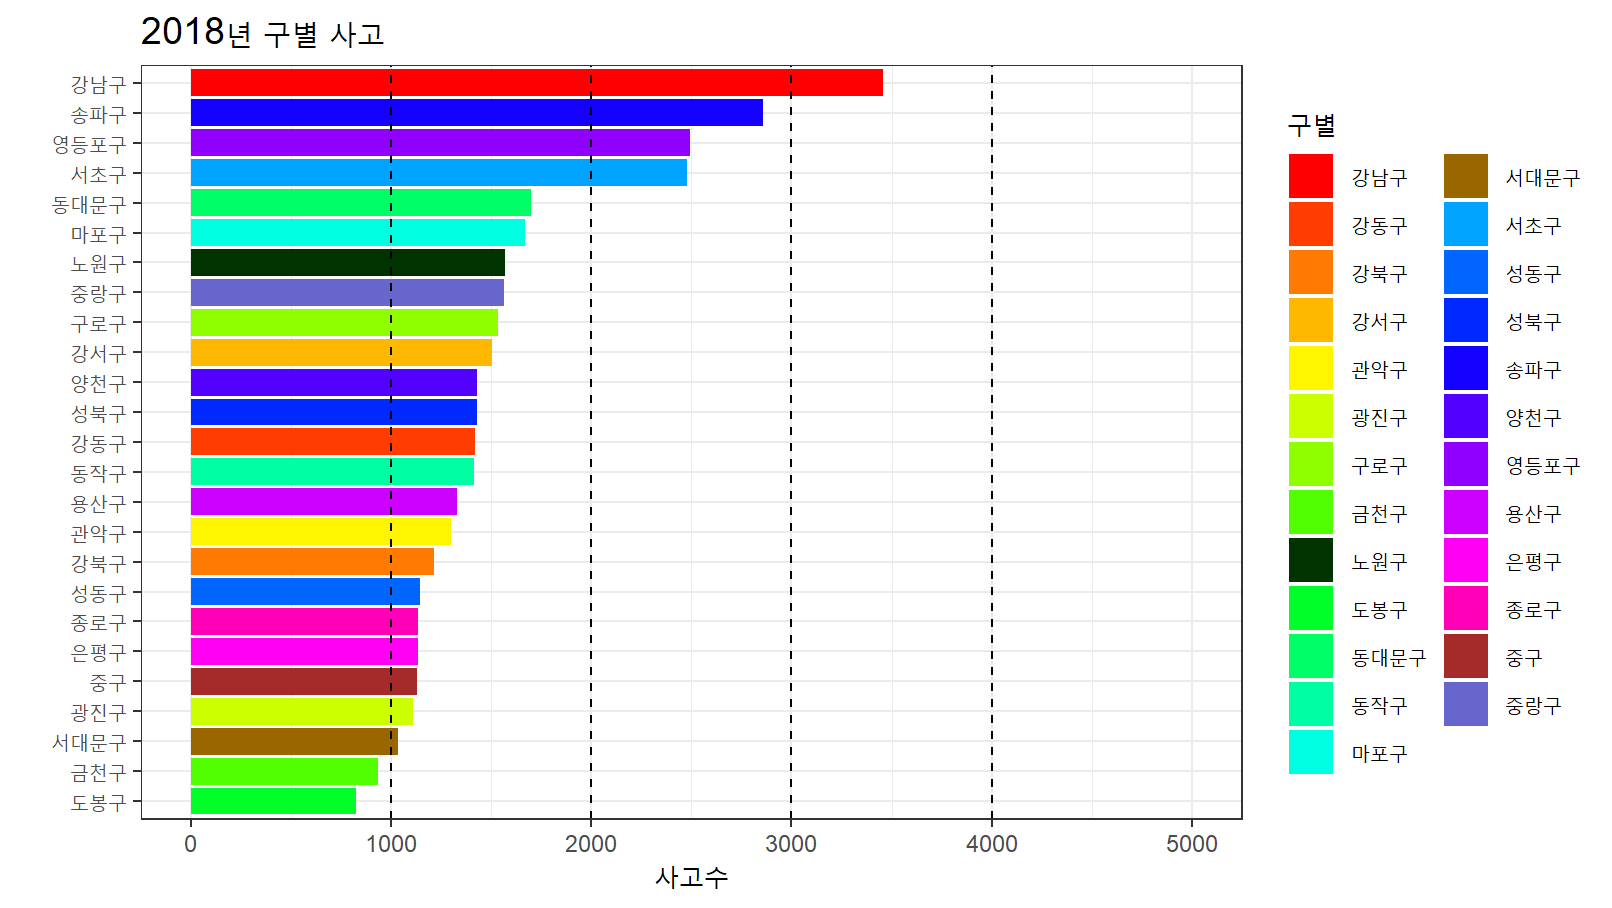 2018년 구별 사고
강남구
송파구
영등포구
서초구
동대문구
마포구
노원구
중랑구
구로구
강서구
양천구
성북구
강동구
동작구
용산구
관악구
강북구
성동구
종로구
은평구
중구
광진구
서대문구
금천구
도봉구
0 1000 2000 3000 4000 5000
사고수
구별
강남구
강동구
강북구
강서구
관악구
광진구
구로구
금천구
노원구
도봉구
동대문구
동작구
마포구
서대문구
서초구
성동구
성북구
송파구
양천구
영등포구
용산구
은평구
종로구
중구
중랑구